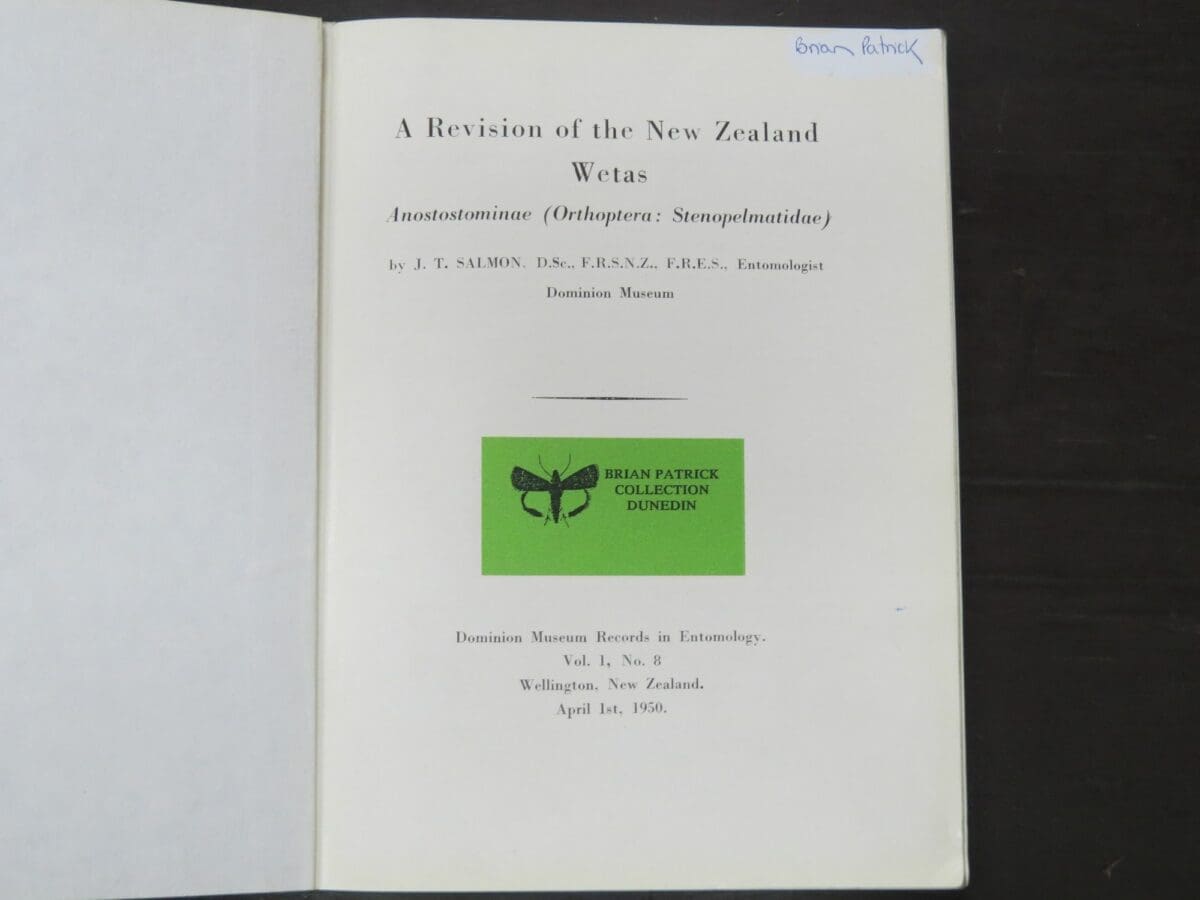 Brian Patrick
A Revision of the New Zealand
Wetas
Anostostominae (Orthoptera: Stenopelmatidae)
by J. T. SALMON, D.Sc., F.R.S.N.Z., F.R.E.S., Entomologist
Dominion Museum
BRIAN PATRICK
COLLECTION
DUNEDIN
Dominion Museum Records in Entomology.
Vol. 1, No. 8
Wellington, New Zealand.
April 1st, 1950.